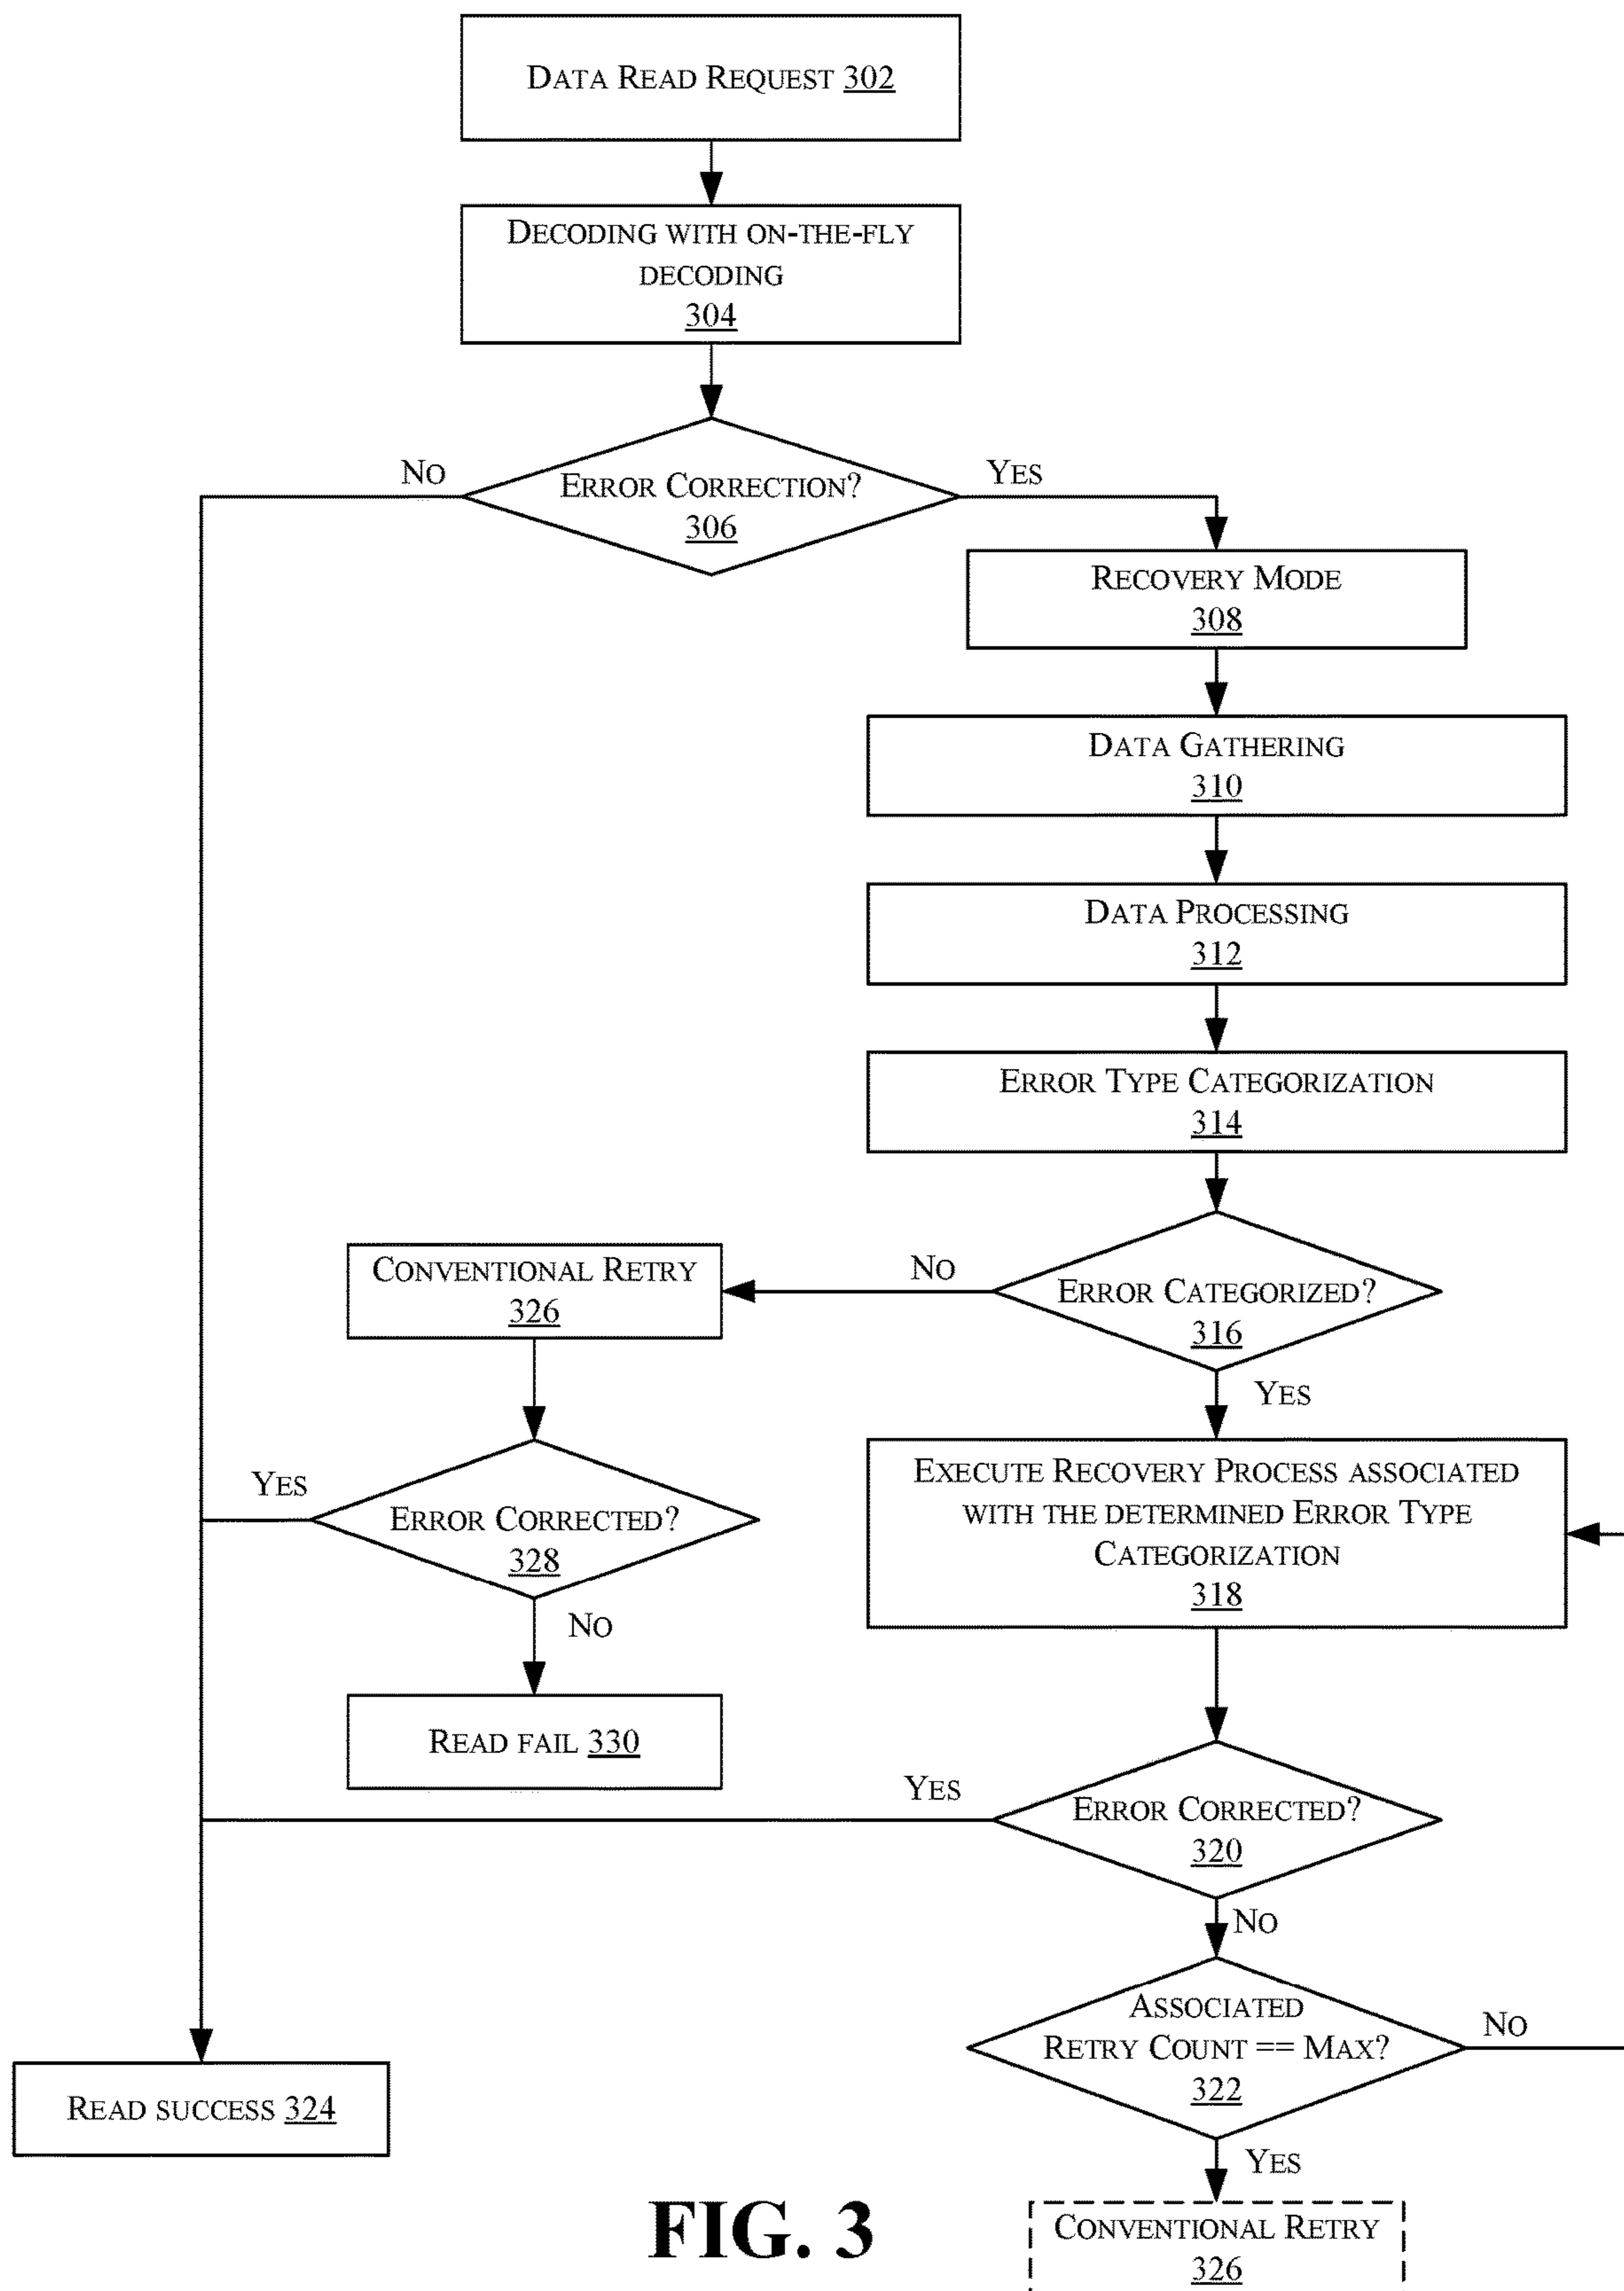 DATA READ REQUEST 302
DECODING WITH ON-THE-FLY
DECODING
304
NO
YES
ERROR CORRECTION?
306
RECOVERY MODE
308
DATA GATHERING
310
DATA PROCESSING
312
ERROR TYPE CATEGORIZATION
314
CONVENTIONAL RETRY
326
NO
ERROR CATEGORIZED?
316
YES
YES
ERROR CORRECTED?
328
EXECUTE RECOVERY PROCESS ASSOCIATED
WITH THE DETERMINED ERROR TYPE
CATEGORIZATION
318
NO
READ FAIL 330
YES
ERROR CORRECTED?
320
NO
ASSOCIATED
RETRY COUNT == MAX?
322
NO
READ SUCCESS 324
YES
CONVENTIONAL RETRY
326
FIG. 3